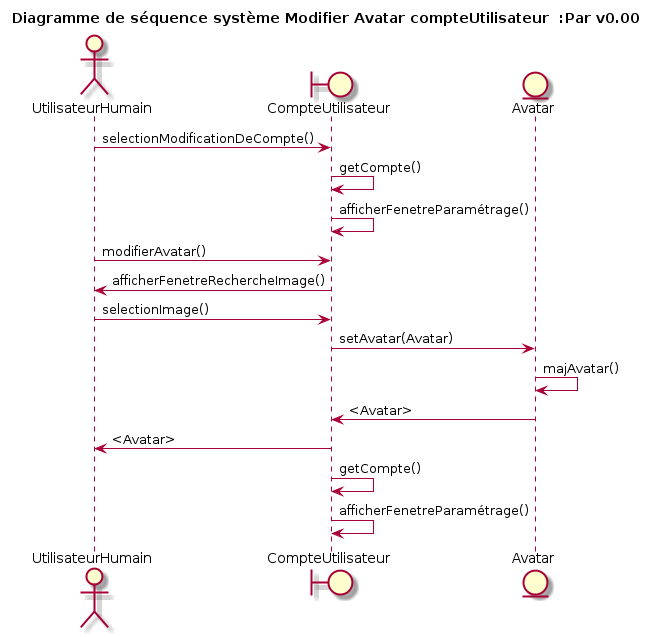 Diagramme de séquence système Modifier Avatar compteUtilisateur  :Par v0.00
UtilisateurHumain
CompteUtilisateur
Avatar
selectionModificationDeCompte()
getCompte()
afficherFenetreParamétrage()
modifierAvatar()
afficherFenetreRechercheImage()
selectionImage()
setAvatar(Avatar)
majAvatar()
<Avatar>
<Avatar>
getCompte()
afficherFenetreParamétrage()
UtilisateurHumain
CompteUtilisateur
Avatar